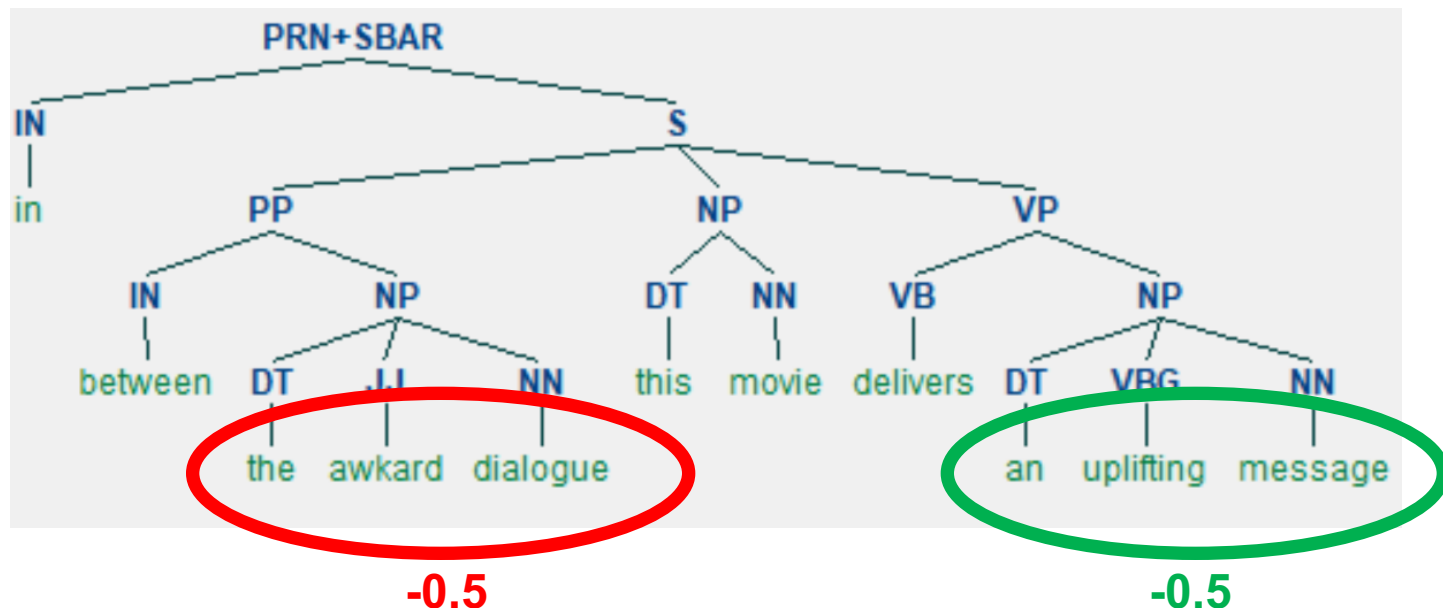 PRN+SBAR
IN S
in PP NP VP
IN NP DT NN VB NP
between DT JJ NN this movie delivers DT VBG NN
the awkard dialogue an uplifting message
-0.5 -0.5